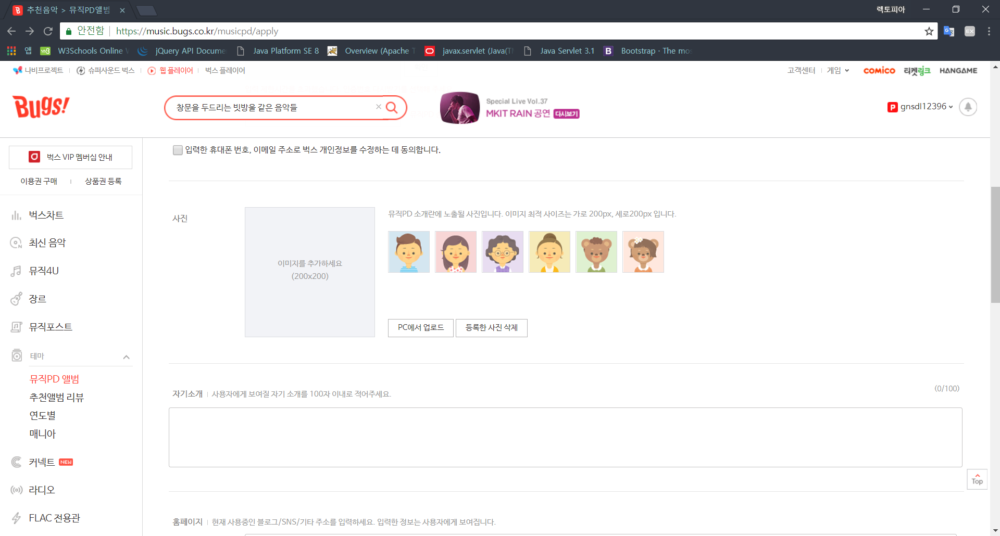 추천음악 > 뮤직PD앨범
렉토피아
안전함 https://music.bugs.co.kr/musicpd/apply
앱 W3Schools Online jQuery API Docume Java Platform SE 8 Overview (Apache javax.servlet (Java(T Java Servlet 3.1 Bootstrap · The mos
나비프로젝트 슈퍼사운드 벅스 웹 플레이어 벅스 플레이어 고객센터 게임 comico 티켓링크 HANGAME
Bugs!
창문을 두드리는 빗방울 같은 음악들
Special Live Vol.37
MKIT RAIN 공연 다시보기
gnsdl12396
벅스 VIP 멤버십 안내
이용권 구매 상품권 등록
벅스차트
최신 음악
뮤직4U
장르
뮤직포스트
테마
뮤직PD 앨범
추천앨범 리뷰
연도별
매니아
커넥트 NEW
라디오
FLAC 전용관
입력한 휴대폰 번호, 이메일 주소로 벅스 개인정보를 수정하는 데 동의합니다.
사진
이미지를 추가하세요
(200x200)
뮤직PD 소개란에 노출될 사진입니다. 이미지 최적 사이즈는 가로 200px, 세로200px 입니다.
PC에서 업로드 등록한 사진 삭제
자기소개 사용자에게 보여질 자기 소개를 100자 이내로 적어주세요. (0/100)
Top
홈페이지 현재 사용중인 블로그/SNS/기타 주소를 입력하세요. 입력한 정보는 사용자에게 보여집니다.